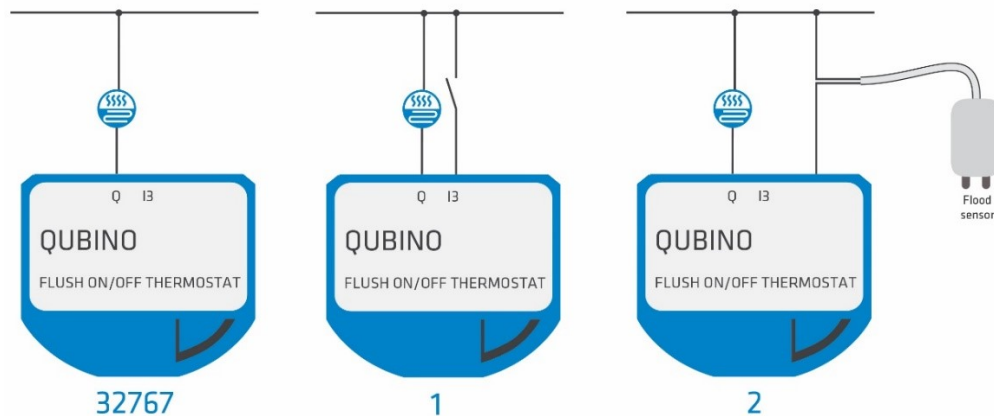 Q I3
QUBINO
FLUSH ON/OFF THERMOSTAT
32767
Q I3
QUBINO
FLUSH ON/OFF THERMOSTAT
1
Q I3
QUBINO
FLUSH ON/OFF THERMOSTAT
2
Flood
sensor